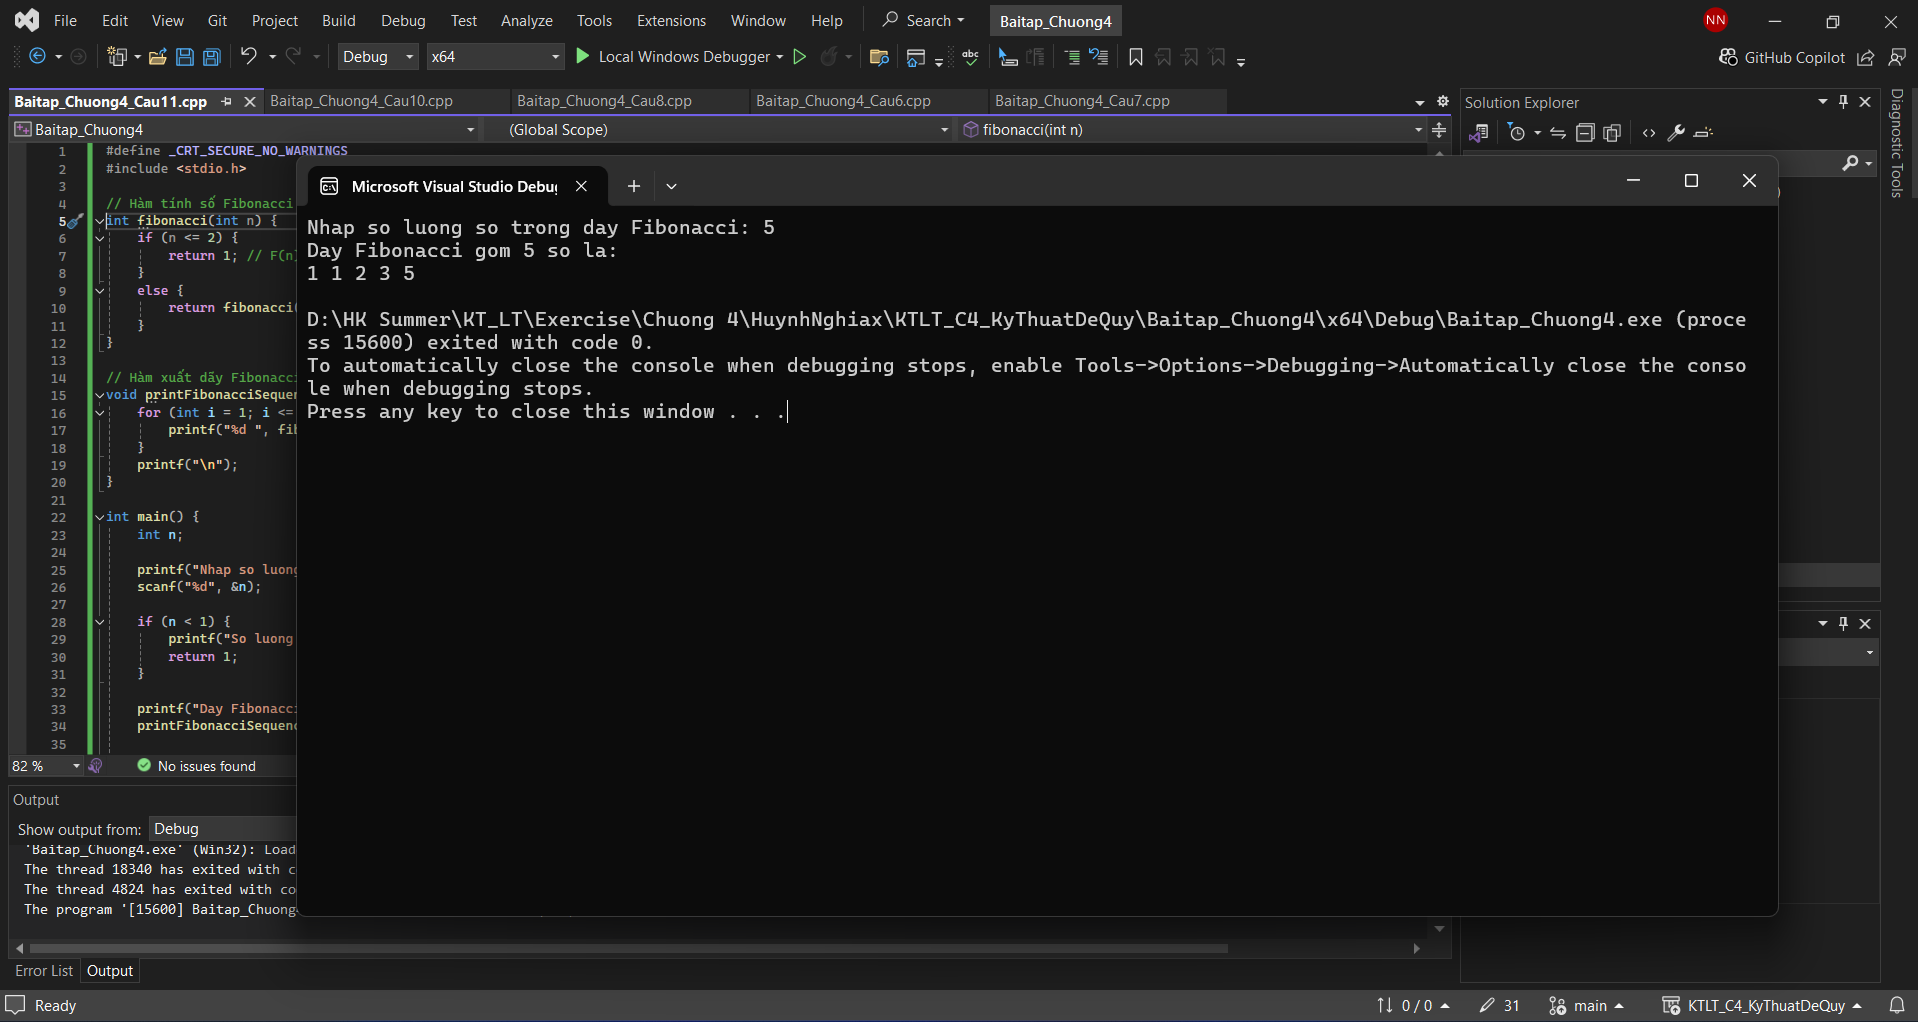 File Edit View Git Project Build Debug Test Analyze Tools Extensions Window Help Search Baitap_Chuong4 NN
Debug x64 Local Windows Debugger abc GitHub Copilot
Baitap_Chuong4_Cau11.cpp Baitap_Chuong4_Cau10.cpp Baitap_Chuong4_Cau8.cpp Baitap_Chuong4_Cau6.cpp Baitap_Chuong4_Cau7.cpp
Baitap_Chuong4 (Global Scope) fibonacci(int n)
Solution Explorer
Diagnostic Tools
1 #define _CRT_SECURE_NO_WARNINGS
2 #include <stdio.h>
3
4 // Hàm tính số Fibonacci
5 int fibonacci(int n) {
6 if (n <= 2) {
7 return 1; // F(n)
8 }
9 else {
10 return fibonacci(
11 }
12 }
13
14 // Hàm xuất dãy Fibonacci
15 void printFibonacciSequen
16 for (int i = 1; i <=
17 printf("%d ", fib
18 }
19 printf("\n");
20 }
21
22 int main() {
23 int n;
24
25 printf("Nhap so luong
26 scanf("%d", &n);
27
28 if (n < 1) {
29 printf("So luong
30 return 1;
31 }
32
33 printf("Day Fibonacci
34 printFibonacciSequenc
35
82 % No issues found
Microsoft Visual Studio Debu
Nhap so luong so trong day Fibonacci: 5
Day Fibonacci gom 5 so la:
1 1 2 3 5
D:\HK Summer\KT_LT\Exercise\Chuong 4\HuynhNghiax\KTLT_C4_KyThuatDeQuy\Baitap_Chuong4\x64\Debug\Baitap_Chuong4.exe (proce
ss 15600) exited with code 0.
To automatically close the console when debugging stops, enable Tools->Options->Debugging->Automatically close the conso
le when debugging stops.
Press any key to close this window . . .
Output
Show output from: Debug
'Baitap_Chuong4.exe' (Win32): Load
The thread 18340 has exited with c
The thread 4824 has exited with co
The program '[15600] Baitap_Chuong
Error List Output
Ready 0 / 0 31 main KTLT_C4_KyThuatDeQuy